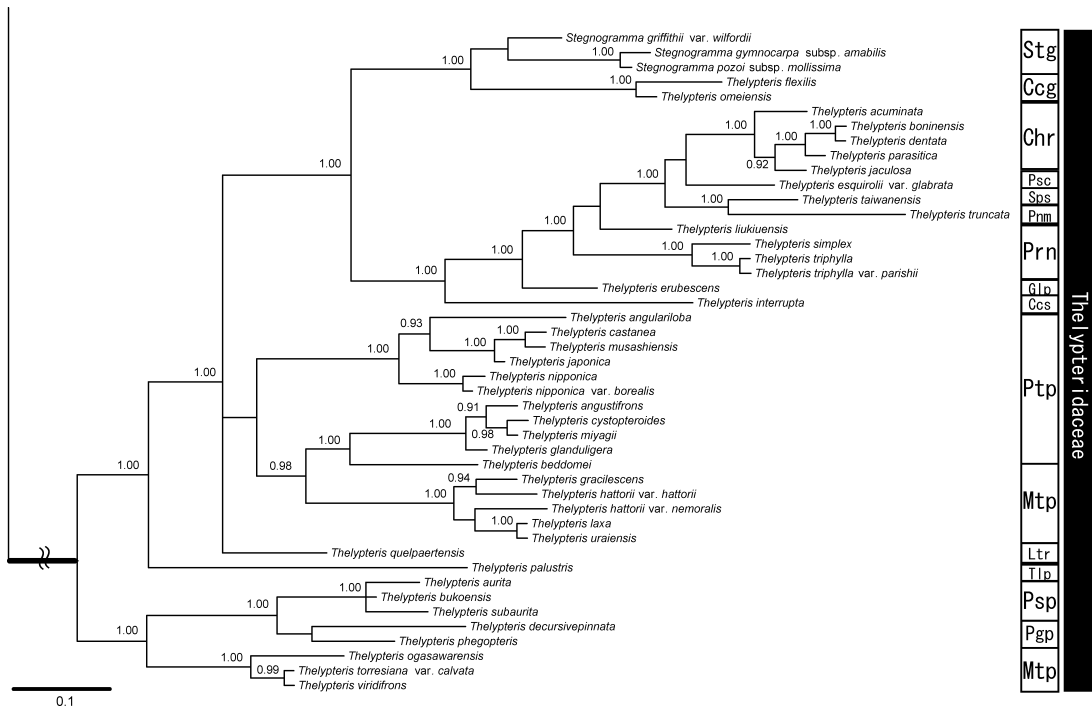 Stegnogramma griffithii var. wilfordii
1.00
Stegnogramma gymnocarpa subsp. amabilis
Stegnogramma pozoi subsp. mollissima
1.00
1.00
Thelypteris flexilis
Thelypteris omeiensis
Thelypteris acuminata
1.00
1.00
Thelypteris boninensis
1.00
Thelypteris dentata
Thelypteris parasitica
0.92
Thelypteris jaculosa
1.00
1.00
Thelypteris esquirolii var. glabrata
1.00
Thelypteris taiwanensis
Thelypteris truncata
Thelypteris liukiuensis
1.00
1.00
Thelypteris simplex
1.00
Thelypteris triphylla
Thelypteris triphylla var. parishii
1.00
Thelypteris erubescens
Thelypteris interrupta
Thelypteris angulariloba
0.93
1.00
Thelypteris castanea
Thelypteris musashiensis
1.00
1.00
Thelypteris japonica
1.00
1.00
Thelypteris nipponica
Thelypteris nipponica var. borealis
0.91
Thelypteris angustifrons
Thelypteris cystopteroides
1.00
0.98
Thelypteris miyagii
1.00
Thelypteris glanduligera
1.00
0.98
Thelypteris beddomei
0.94
Thelypteris gracilescens
1.00
Thelypteris hattorii var. hattorii
Thelypteris hattorii var. nemoralis
1.00
Thelypteris laxa
Thelypteris uraiensis
Thelypteris quelpaertensis
Thelypteris palustris
1.00
Thelypteris aurita
1.00
Thelypteris bukoensis
Thelypteris subaurita
1.00
Thelypteris decursivepinnata
Thelypteris phegopteris
1.00
Thelypteris ogasawarensis
0.99
Thelypteris torresiana var. calvata
Thelypteris viridifrons
0.1
Stg
Ccg
Chr
Psc
Sps
Pnm
Prn
Glp
Ccs
Ptp
Mtp
Ltr
Tlp
Psp
Pgp
Mtp
Thelypteridaceae